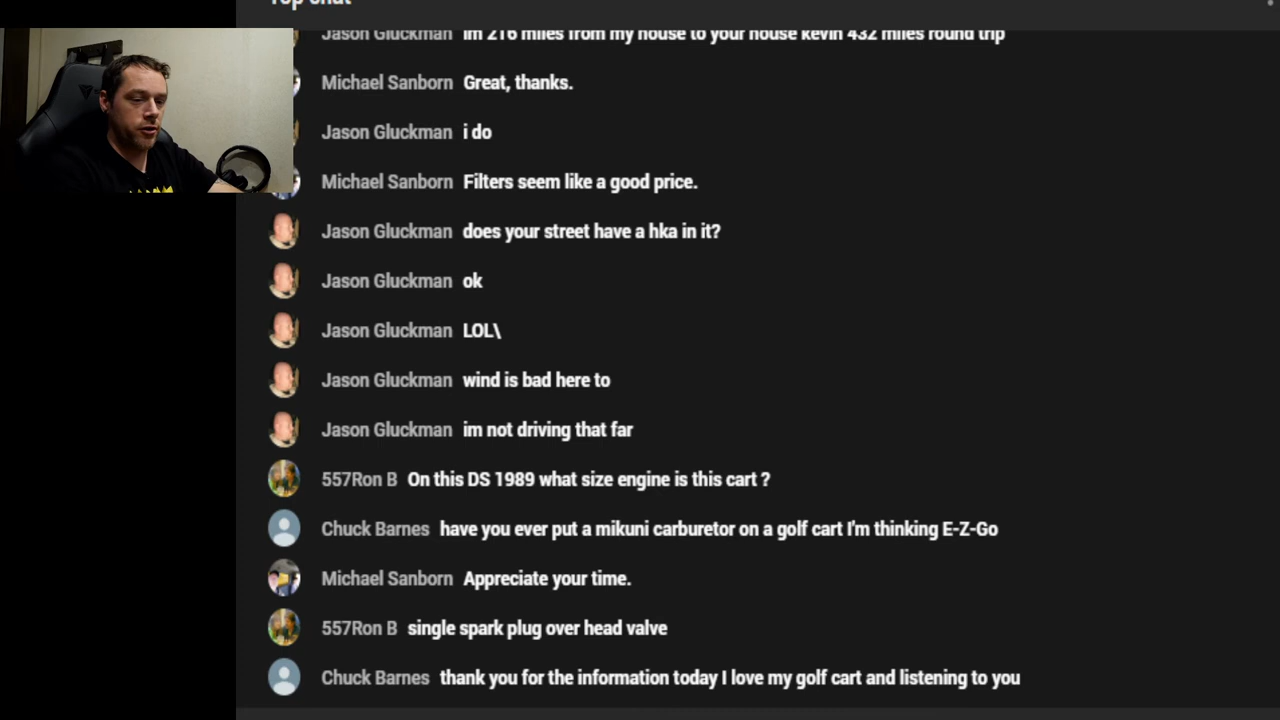 Top chat
Jason Gluckman im 216 miles from my house to your house kevin 432 miles round trip
Michael Sanborn Great, thanks.
Jason Gluckman i do
Michael Sanborn Filters seem like a good price.
Jason Gluckman does your street have a hka in it?
Jason Gluckman ok
Jason Gluckman LOL\
Jason Gluckman wind is bad here to
Jason Gluckman im not driving that far
557Ron B On this DS 1989 what size engine is this cart ?
Chuck Barnes have you ever put a mikuni carburetor on a golf cart I'm thinking E-Z-Go
Michael Sanborn Appreciate your time.
557Ron B single spark plug over head valve
Chuck Barnes thank you for the information today I love my golf cart and listening to you